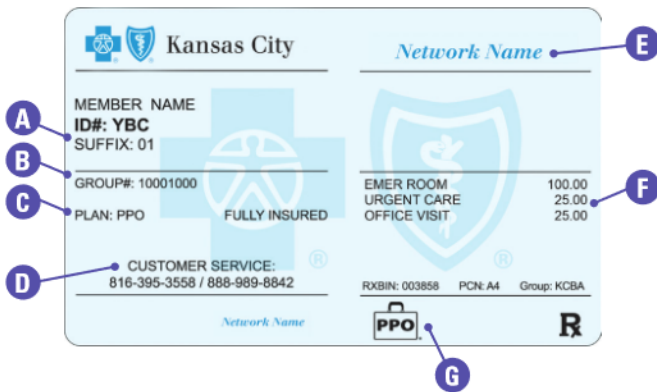 Kansas City
Network Name
E
MEMBER NAME
A
ID#: YBC
SUFFIX: 01
B
GROUP#: 10001000
C
PLAN: PPO FULLY INSURED
EMER ROOM 100.00
URGENT CARE 25.00
OFFICE VISIT 25.00
F
D
CUSTOMER SERVICE:
816-395-3558 / 888-989-8842
RXBIN: 003858 PCN: A4 Group: KCBA
Network Name
PPO
G
Rx
® ®